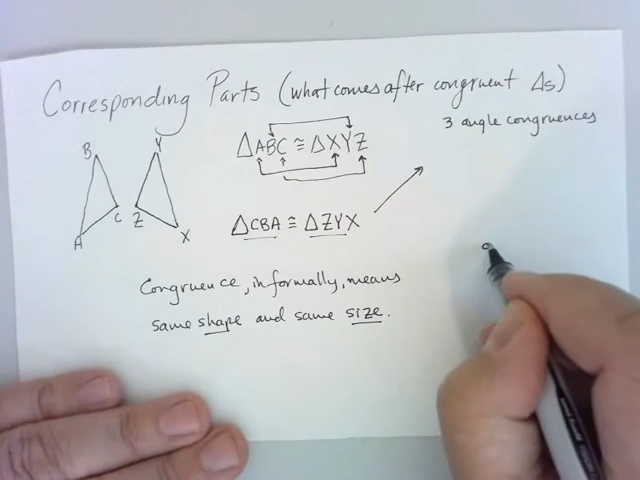 Corresponding Parts (what comes after congruent Δs)
3 angle congruences
B
Y
ΔABC ≅ ΔXYZ
C
Z
A
X
ΔCBA ≅ ΔZYX
Congruence, informally, means
same shape and same size.